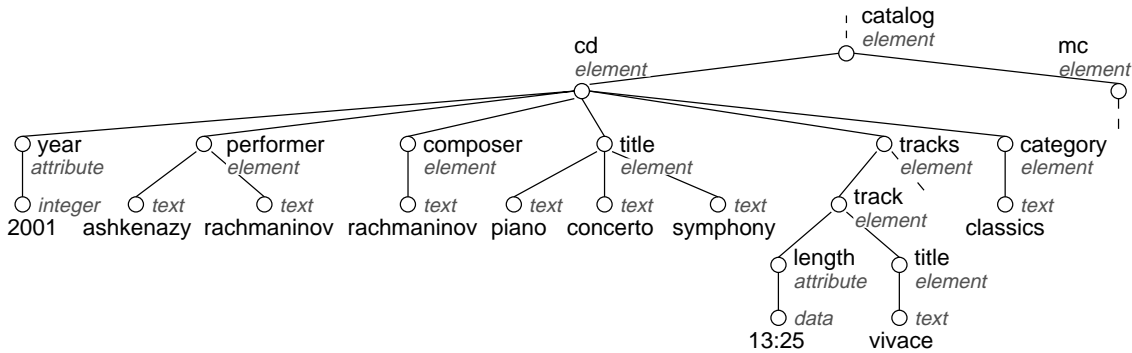 catalog
element
cd
element
mc
element
year
attribute
performer
element
composer
element
title
element
tracks
element
category
element
integer
2001
text
ashkenazy
text
rachmaninov
text
rachmaninov
text
piano
text
concerto
text
symphony
track
element
text
classics
length
attribute
title
element
data
13:25
text
vivace